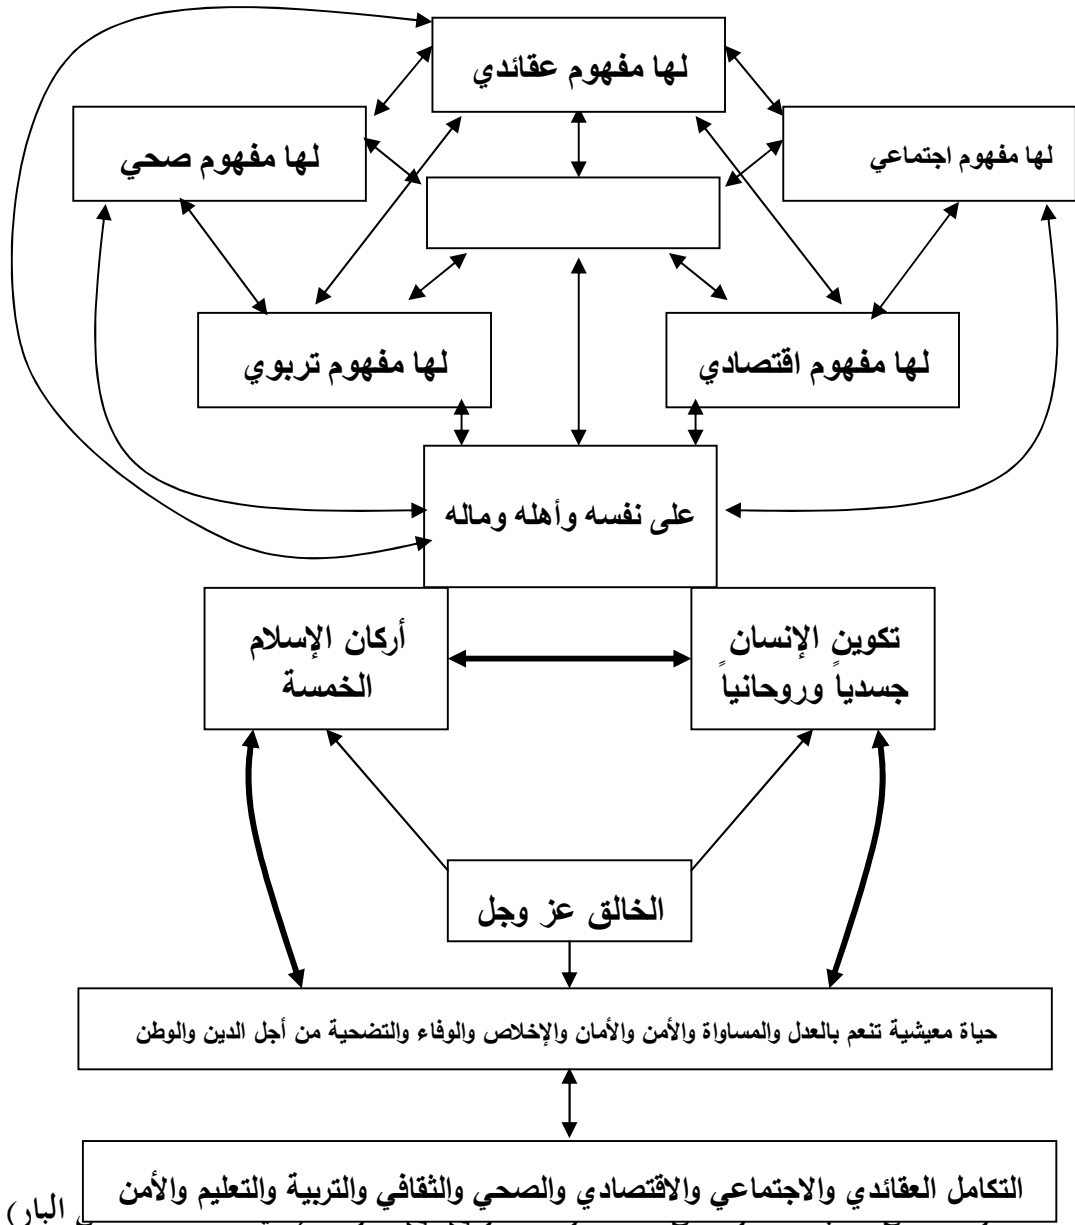 لها مفهوم عقائدي
لها مفهوم اجتماعي
لها مفهوم صحي
لها مفهوم اقتصادي
لها مفهوم تربوي
على نفسه وأهله وماله
تكوين الإنسان
جسدياً وروحانياً
أركان الإسلام
الخمسة
الخالق عز وجل
حياة معيشية تنعم بالعدل والمساواة والأمن والأمان والإخلاص والوفاء والتضحية من أجل الدين والوطن
التكامل العقائدي والاجتماعي والاقتصادي والصحي والثقافي والتربية والتعليم والأمن
البار)